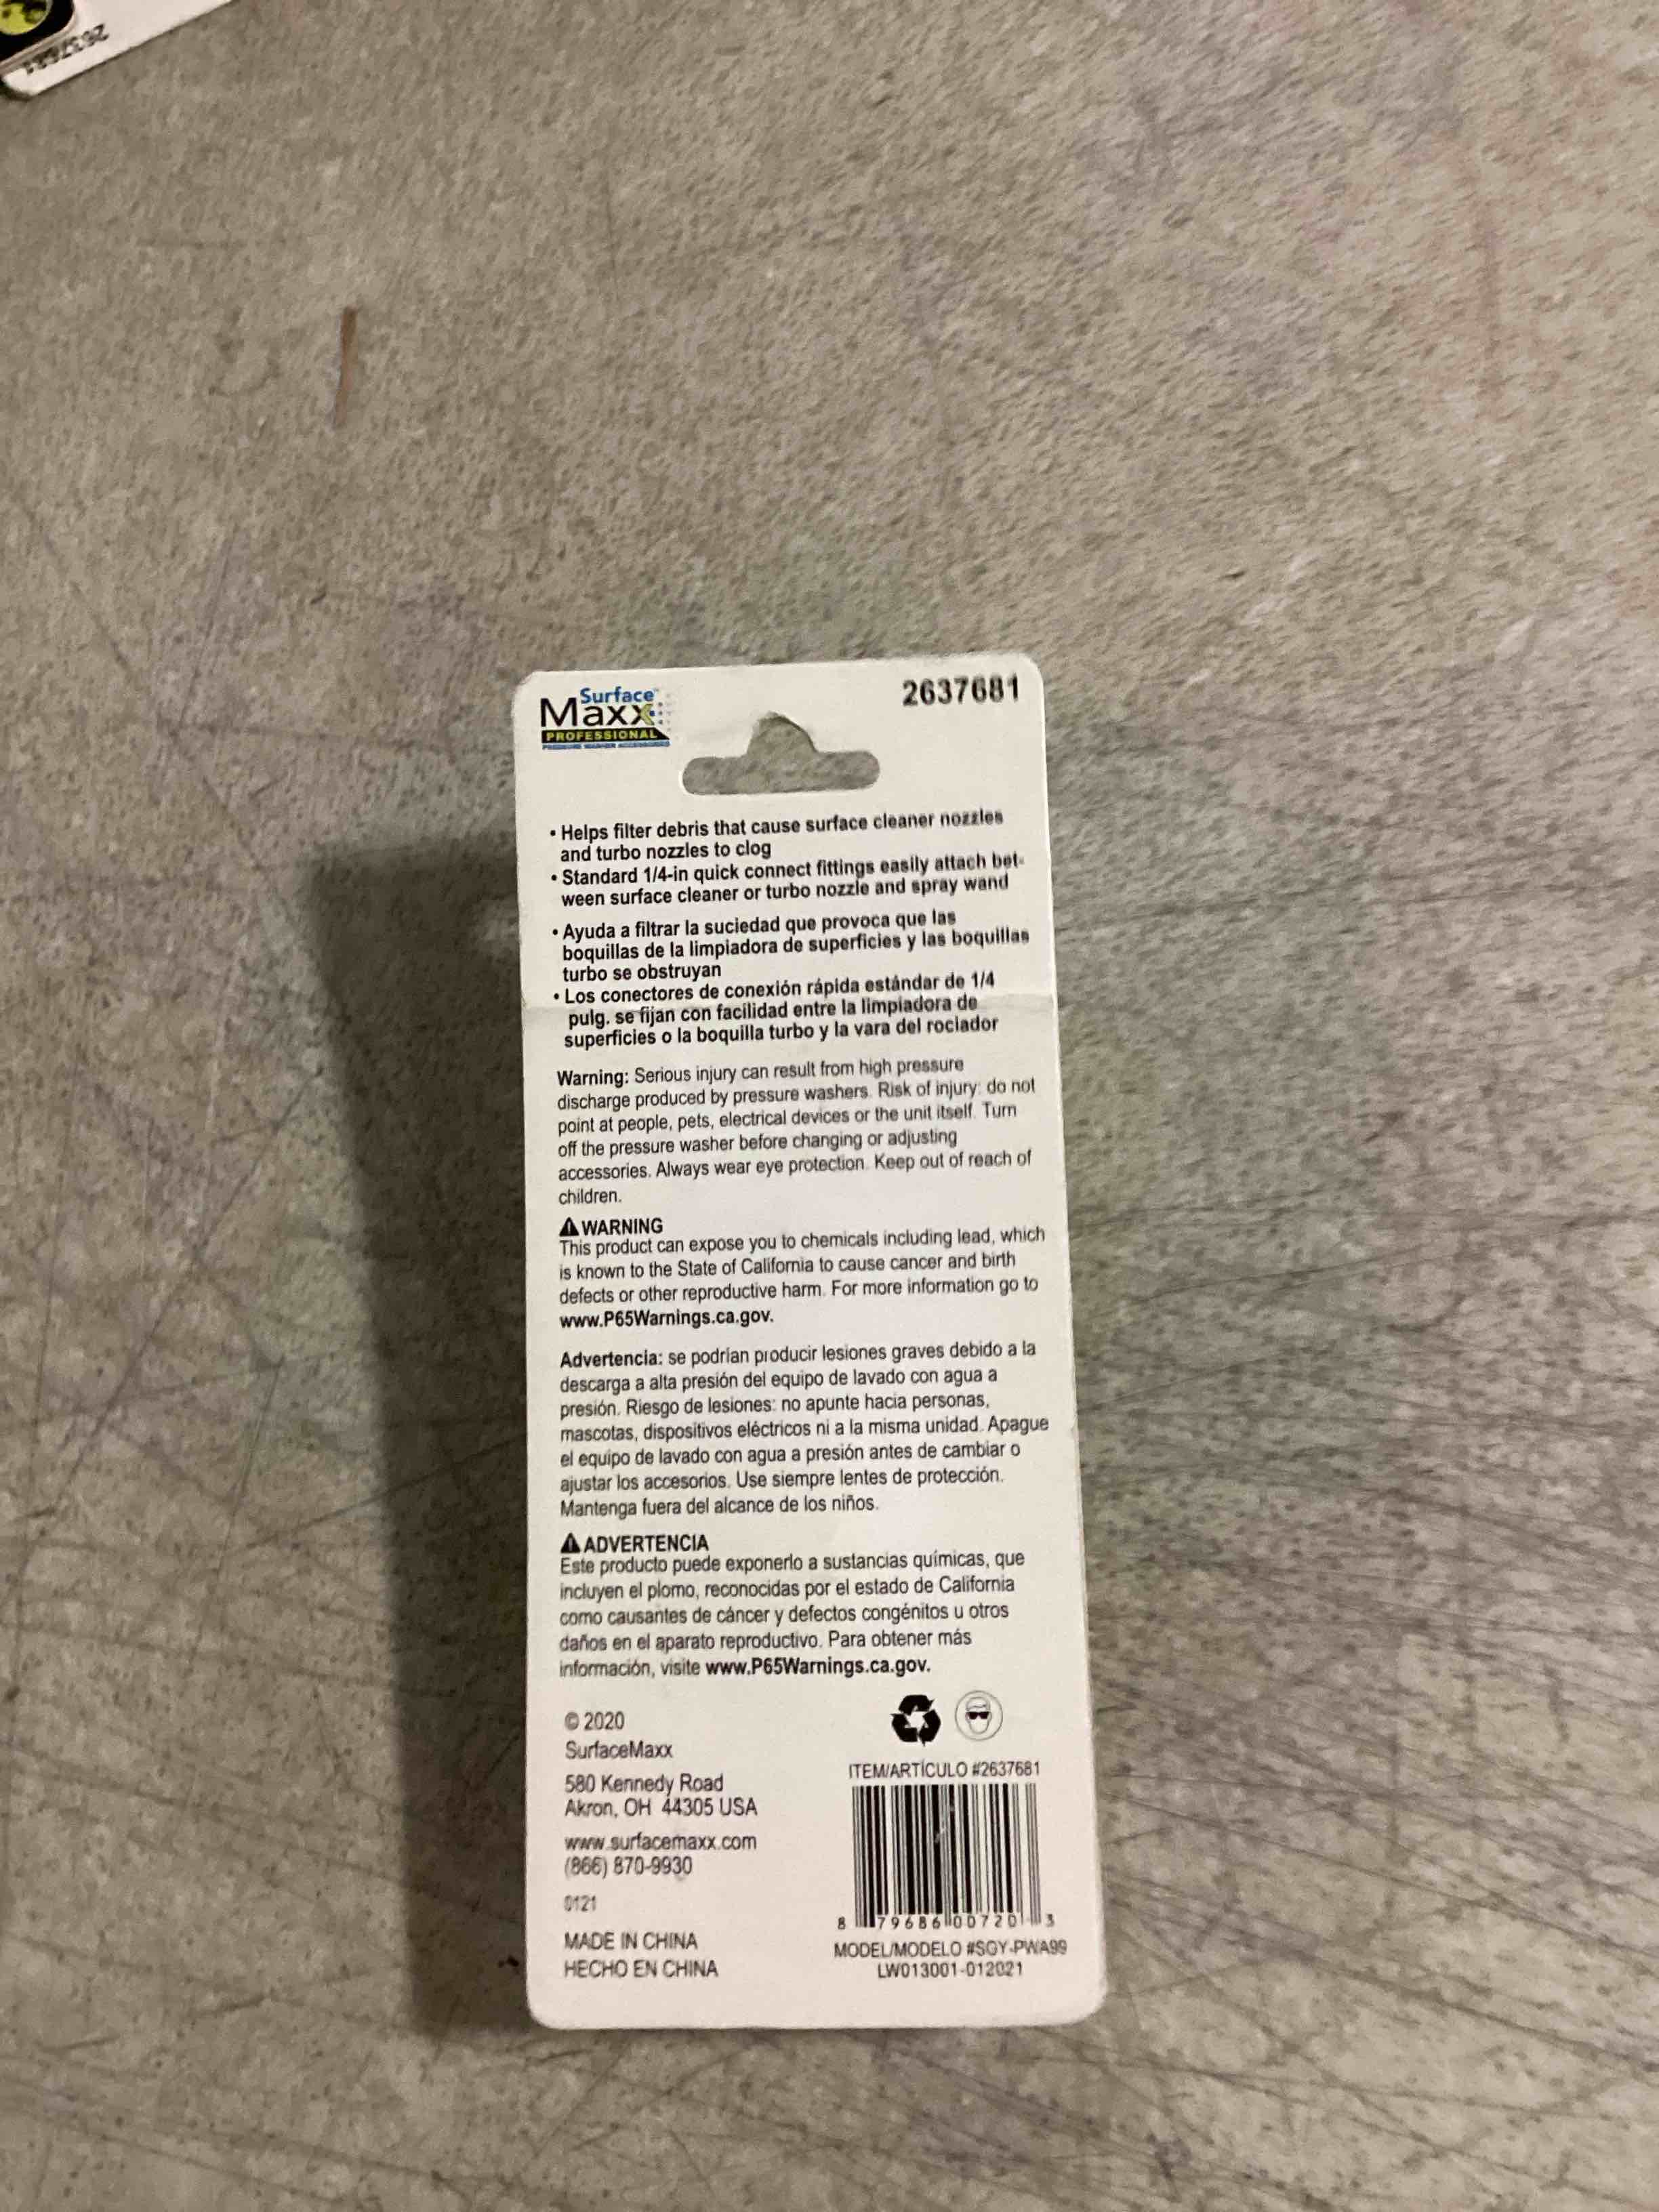 2637681
Surface
Maxx
PROFESSIONAL
PRESSURE WASHER ACCESSORIES
2637681
• Helps filter debris that cause surface cleaner nozzles
and turbo nozzles to clog
• Standard 1/4-in quick connect fittings easily attach bet-
ween surface cleaner or turbo nozzle and spray wand
• Ayuda a filtrar la suciedad que provoca que las
boquillas de la limpiadora de superficies y las boquillas
turbo se obstruyan
• Los conectores de conexión rápida estándar de 1/4
pulg. se fijan con facilidad entre la limpiadora de
superficies o la boquilla turbo y la vara del rociador
Warning: Serious injury can result from high pressure
discharge produced by pressure washers. Risk of injury: do not
point at people, pets, electrical devices or the unit itself. Turn
off the pressure washer before changing or adjusting
accessories. Always wear eye protection. Keep out of reach of
children.
⚠ WARNING
This product can expose you to chemicals including lead, which
is known to the State of California to cause cancer and birth
defects or other reproductive harm. For more information go to
www.P65Warnings.ca.gov.
Advertencia: se podrían producir lesiones graves debido a la
descarga a alta presión del equipo de lavado con agua a
presión. Riesgo de lesiones: no apunte hacia personas,
mascotas, dispositivos eléctricos ni a la misma unidad. Apague
el equipo de lavado con agua a presión antes de cambiar o
ajustar los accesorios. Use siempre lentes de protección.
Mantenga fuera del alcance de los niños.
⚠ ADVERTENCIA
Este producto puede exponerlo a sustancias químicas, que
incluyen el plomo, reconocidas por el estado de California
como causantes de cáncer y defectos congénitos u otros
daños en el aparato reproductivo. Para obtener más
información, visite www.P65Warnings.ca.gov.
© 2020
SurfaceMaxx
580 Kennedy Road
Akron, OH 44305 USA
www.surfacemaxx.com
(866) 870-9930
0121
MADE IN CHINA
HECHO EN CHINA
ITEM/ARTÍCULO #2637681
8 79686 00720 3
MODEL/MODELO #SGY-PWA99
LW013001-012021